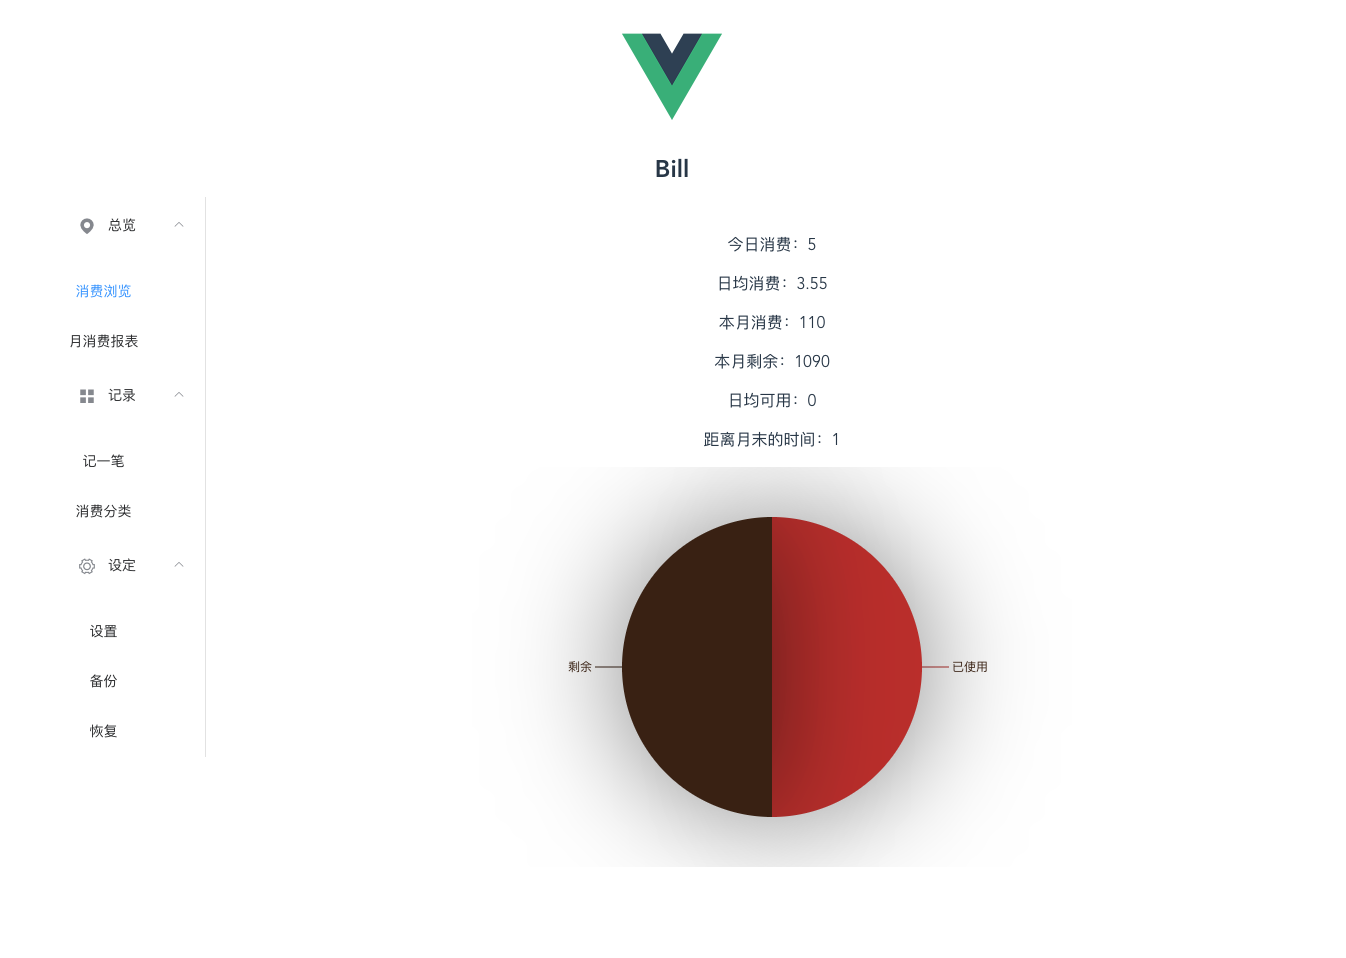 Bill
总览
消费浏览
月消费报表
记录
记一笔
消费分类
设定
设置
备份
恢复
今日消费：5
日均消费：3.55
本月消费：110
本月剩余：1090
日均可用：0
距离月末的时间：1
剩余
已使用